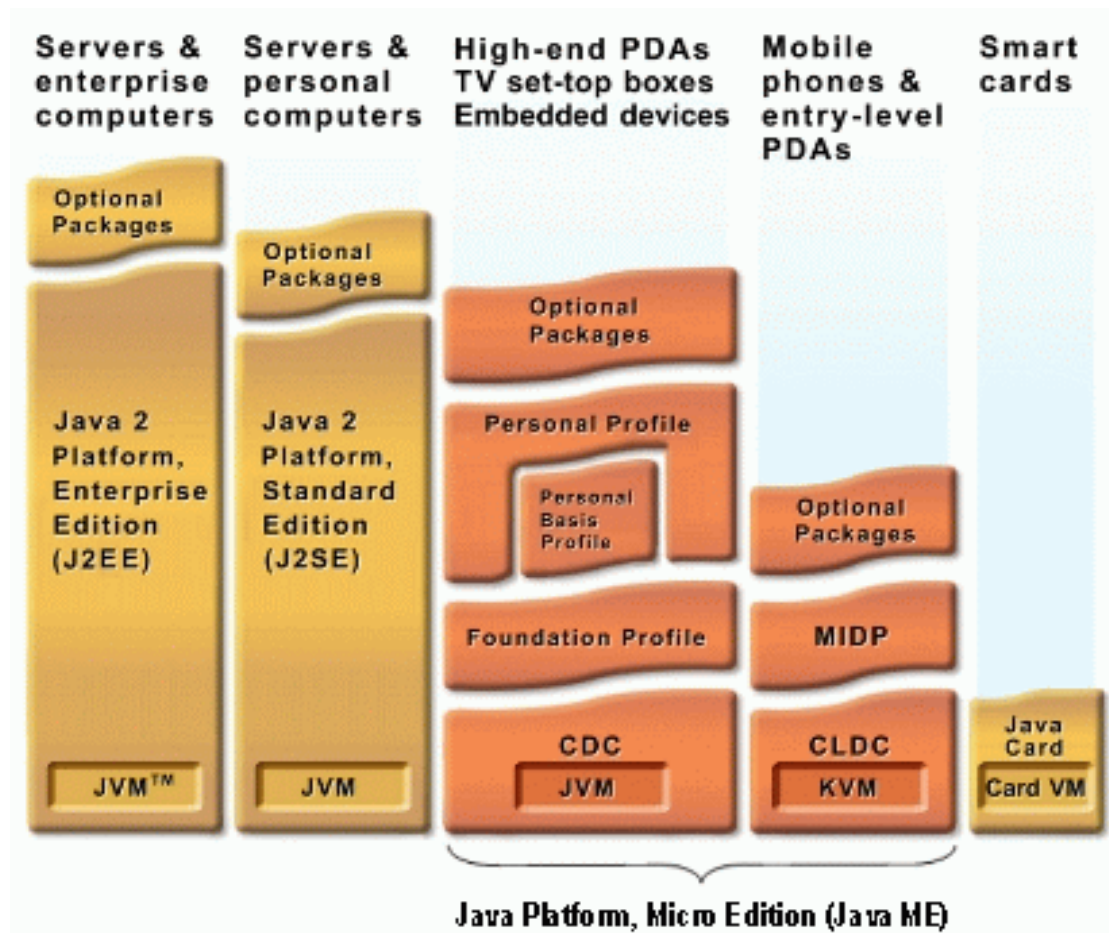 Servers &
enterprise
computers
Servers &
personal
computers
High-end PDAs
TV set-top boxes
Embedded devices
Mobile
phones &
entry-level
PDAs
Smart
cards
Optional
Packages
Java 2
Platform,
Enterprise
Edition
(J2EE)
JVM™
Optional
Packages
Java 2
Platform,
Standard
Edition
(J2SE)
JVM
Optional
Packages
Personal Profile
Personal
Basis
Profile
Foundation Profile
CDC
JVM
Optional
Packages
MIDP
CLDC
KVM
Java
Card
Card VM
Java Platform, Micro Edition (Java ME)